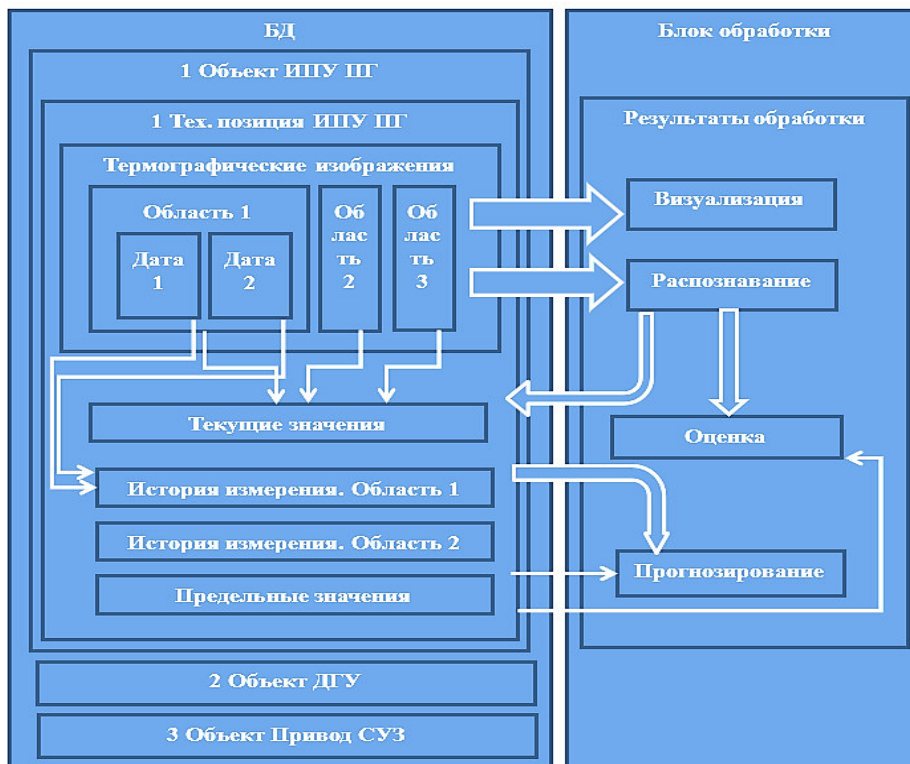 БД
1 Объект ИПУ ПГ
1 Тех. позиция ИПУ ПГ
Термографические изображения
Область 1
Дата
1
Дата
2
Об
лас
ть
2
Об
лас
ть
3
Текущие значения
История измерения. Область 1
История измерения. Область 2
Предельные значения
2 Объект ДГУ
3 Объект Привод СУЗ
Блок обработки
Результаты обработки
Визуализация
Распознавание
Оценка
Прогнозирование